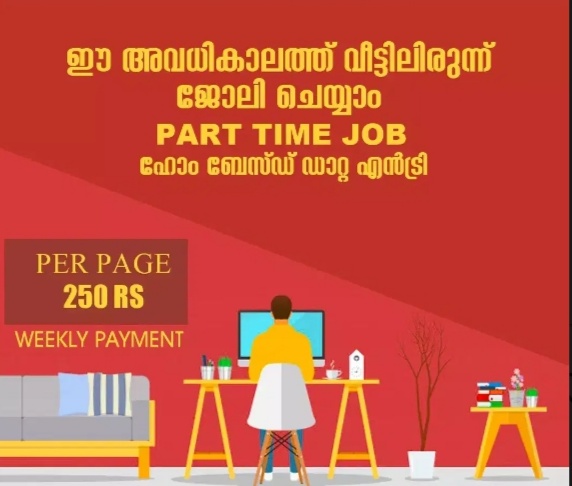 ഈ അവധികാലത്ത് വീട്ടിലിരുന്ന്
ജോലി ചെയ്യാം
PART TIME JOB
ഹോം ബേസ്ഡ് ഡാറ്റ എൻട്രി
PER PAGE
250 RS
WEEKLY PAYMENT